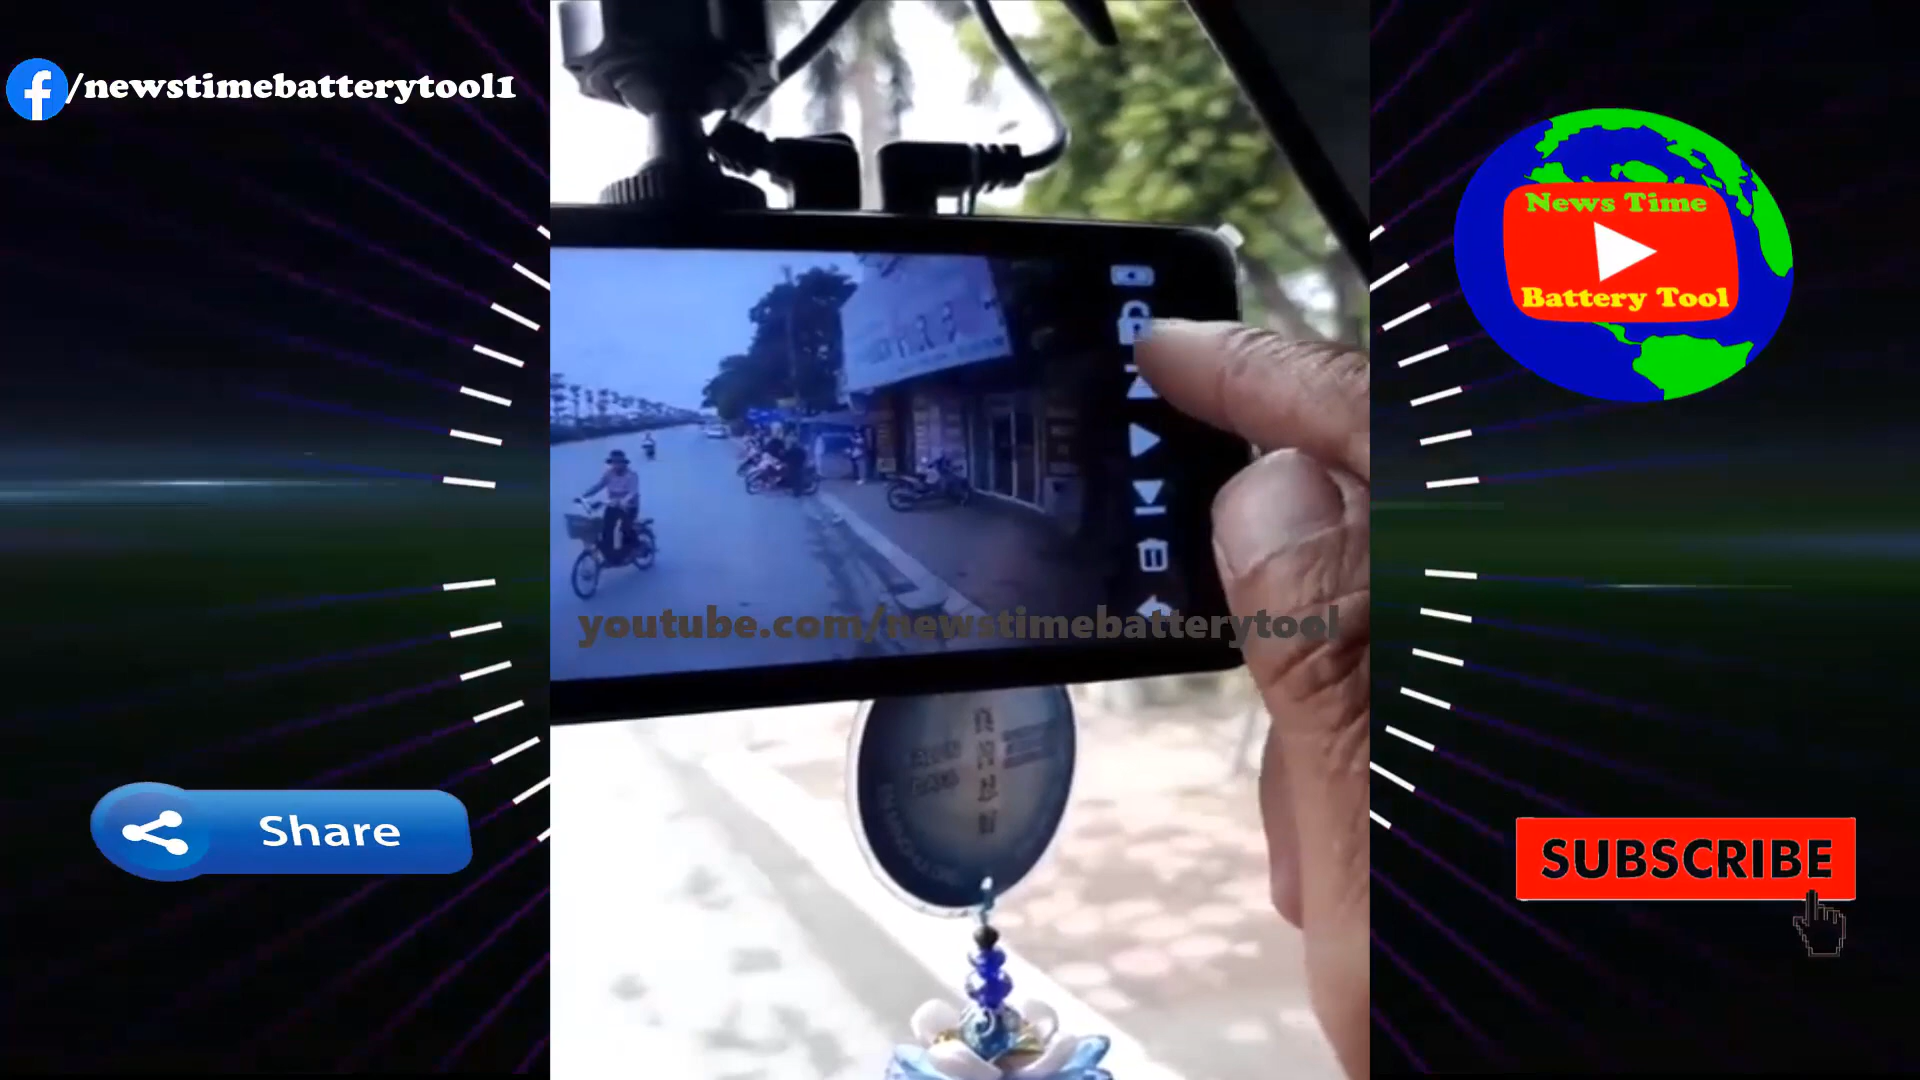 /newstimebatterytool1
News Time
Battery Tool
youtube.com/newstimebatterytool
Share
SUBSCRIBE